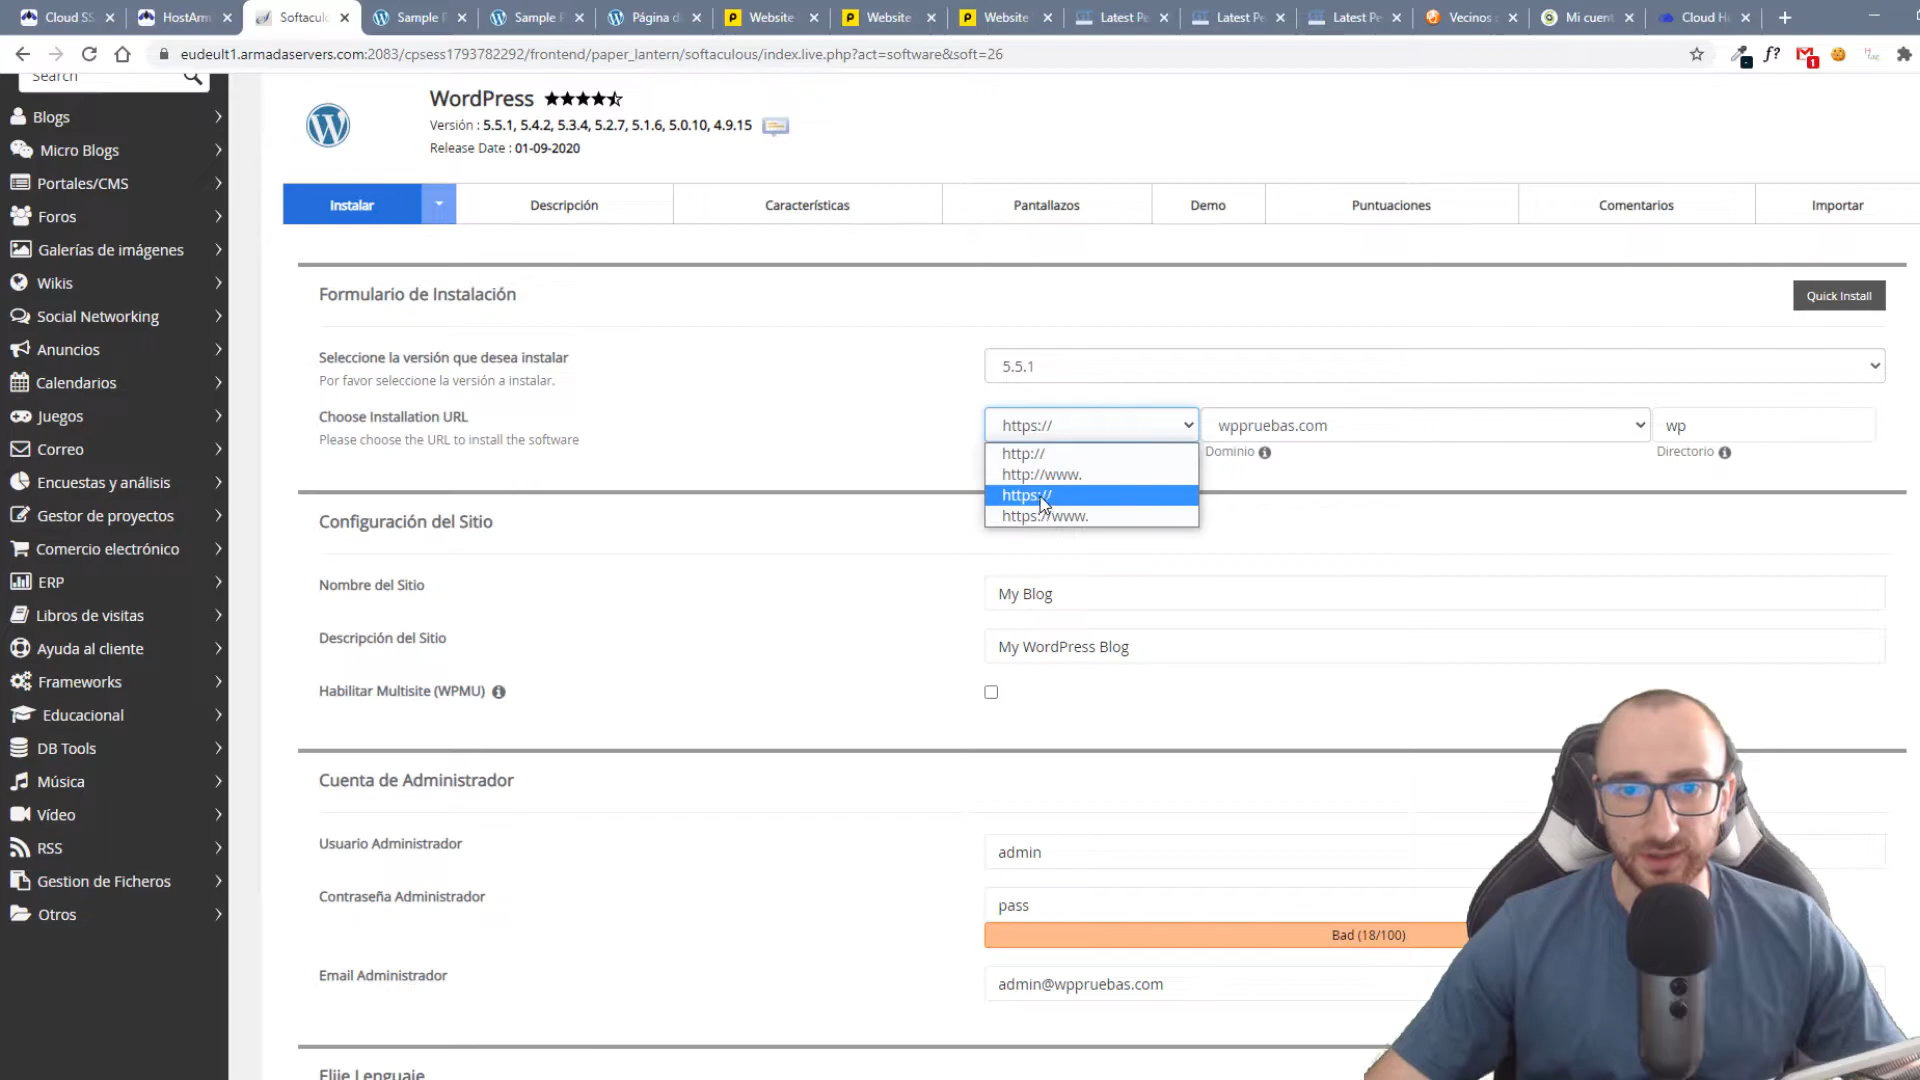 Cloud SS
HostArm
Softacul
Sample P
Sample P
Página d
Website
Website
Website
Latest Pe
Latest Pe
Latest Pe
Vecinos
Mi cuent
Cloud H
eudeult1.armadaservers.com:2083/cpsess1793782292/frontend/paper_lantern/softaculous/index.live.php?act=software&soft=26
Search
Blogs
Micro Blogs
Portales/CMS
Foros
Galerías de imágenes
Wikis
Social Networking
Anuncios
Calendarios
Juegos
Correo
Encuestas y análisis
Gestor de proyectos
Comercio electrónico
ERP
Libros de visitas
Ayuda al cliente
Frameworks
Educacional
DB Tools
Música
Vídeo
RSS
Gestion de Ficheros
Otros
WordPress
Versión : 5.5.1, 5.4.2, 5.3.4, 5.2.7, 5.1.6, 5.0.10, 4.9.15
Release Date : 01-09-2020
Instalar
Descripción
Características
Pantallazos
Demo
Puntuaciones
Comentarios
Importar
Formulario de Instalación
Quick Install
Seleccione la versión que desea instalar
Por favor seleccione la versión a instalar.
5.5.1
Choose Installation URL
Please choose the URL to install the software
https://
wppruebas.com
wp
Dominio
Directorio
http://
http://www.
https://
https://www.
Configuración del Sitio
Nombre del Sitio
My Blog
Descripción del Sitio
My WordPress Blog
Habilitar Multisite (WPMU)
Cuenta de Administrador
Usuario Administrador
admin
Contraseña Administrador
pass
Bad (18/100)
Email Administrador
admin@wppruebas.com
Elije Lenguaje